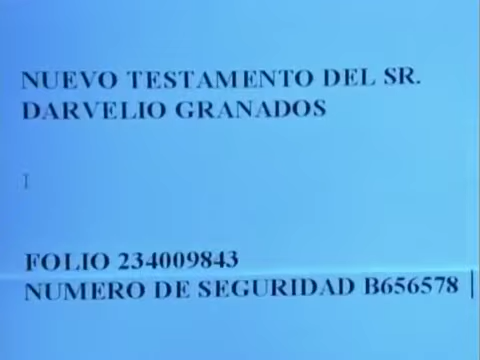 NUEVO TESTAMENTO DEL SR.
DARVELIO GRANADOS
FOLIO 234009843
NUMERO DE SEGURIDAD B656578